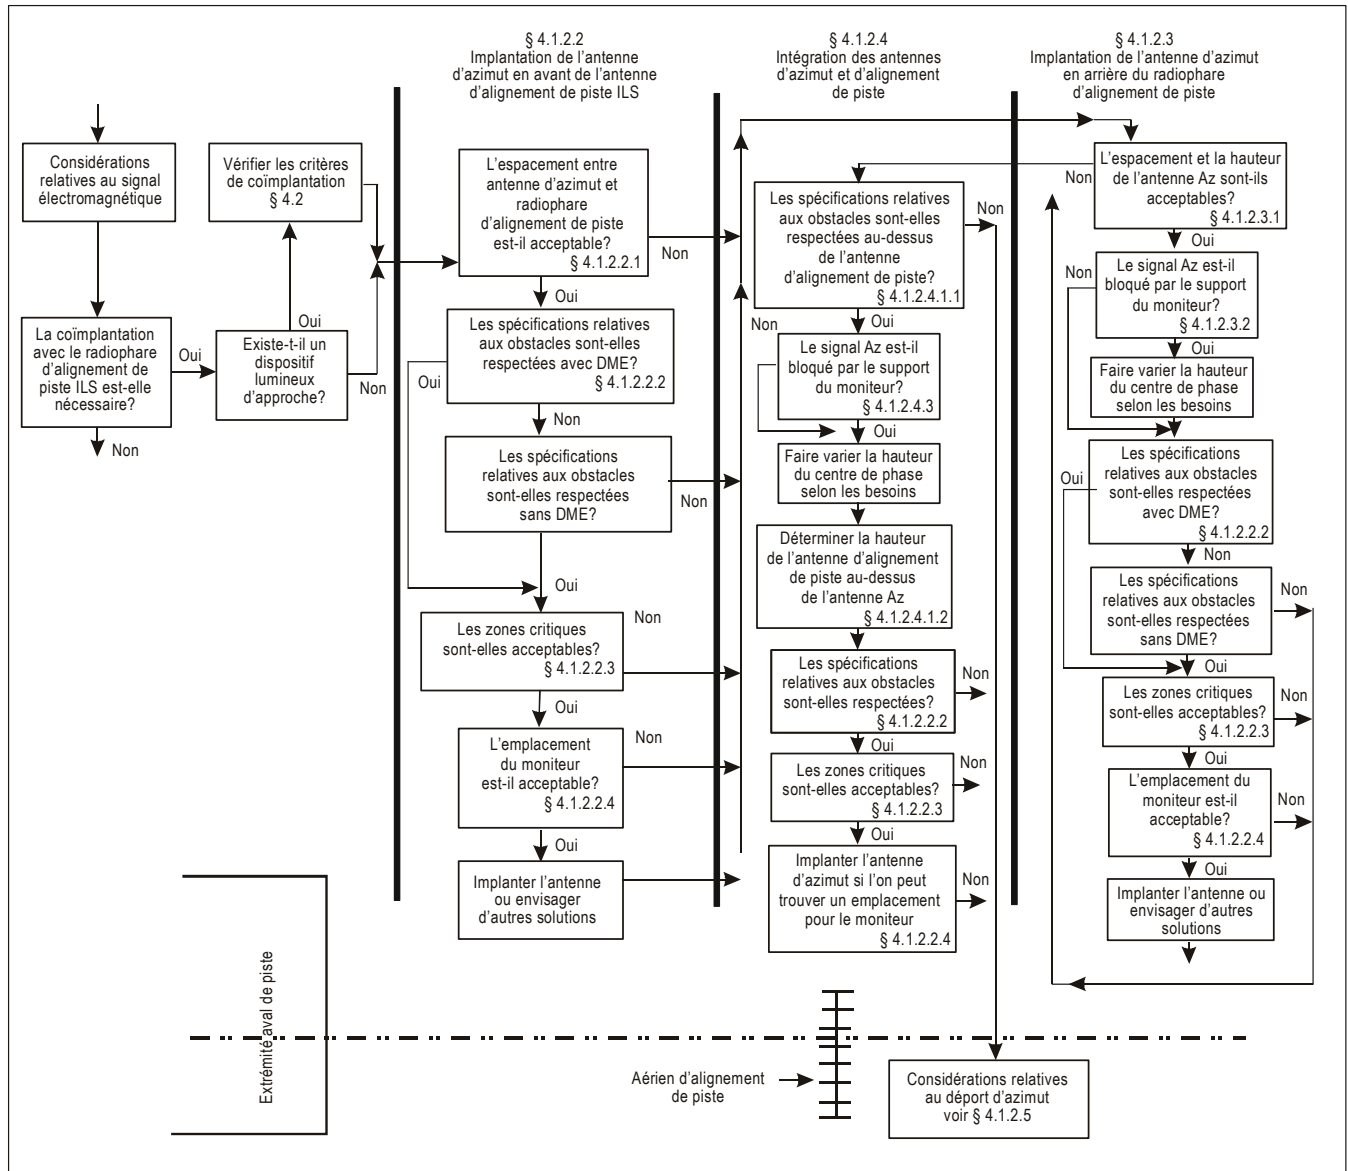 § 4.1.2.2
Implantation de l'antenne
d'azimut en avant de l'antenne
d'alignement de piste ILS
§ 4.1.2.4
Intégration des antennes
d'azimut et d'alignement
de piste
§ 4.1.2.3
Implantation de l'antenne d'azimut
en arrière du radiophare
d'alignement de piste
Considérations
relatives au signal
électromagnétique
La coïmplantation
avec le radiophare
d'alignement de
piste ILS est-elle
nécessaire?
Oui
Non
Vérifier les critères
de coïmplantation
§ 4.2
Oui
Existe-t-il un
dispositif
lumineux
d'approche?
Non
L'espacement entre
antenne d'azimut et
radiophare
d'alignement de piste
est-il acceptable?
§ 4.1.2.2.1
Non
Oui
Les spécifications relatives
aux obstacles sont-elles
respectées avec DME?
§ 4.1.2.2.2
Oui
Non
Les spécifications
relatives aux obstacles
sont-elles respectées
sans DME?
Non
Oui
Les zones critiques
sont-elles acceptables?
§ 4.1.2.2.3
Non
Oui
L'emplacement
du moniteur
est-il acceptable?
§ 4.1.2.2.4
Non
Oui
Implanter l'antenne
ou envisager
d'autres solutions
Les spécifications relatives
aux obstacles sont-elles
respectées au-dessus
de l'antenne
d'alignement de piste?
§ 4.1.2.4.1.1
Non
Non
Oui
Le signal Az est-il
bloqué par le support
du moniteur?
§ 4.1.2.4.3
Oui
Faire varier la hauteur
du centre de phase
selon les besoins
Déterminer la hauteur
de l'antenne d'alignement
de piste au-dessus
de l'antenne Az
§ 4.1.2.4.1.2
Les spécifications
relatives aux obstacles
sont-elles respectées?
§ 4.1.2.2.2
Non
Oui
Les zones critiques
sont-elles acceptables?
§ 4.1.2.2.3
Non
Oui
Implanter l'antenne
d'azimut si l'on peut
trouver un emplacement
pour le moniteur
§ 4.1.2.2.4
Non
L'espacement et la hauteur
de l'antenne Az sont-ils
acceptables?
§ 4.1.2.3.1
Non
Oui
Le signal Az est-il
bloqué par le support
du moniteur?
§ 4.1.2.3.2
Non
Oui
Faire varier la hauteur
du centre de phase
selon les besoins
Les spécifications
relatives aux obstacles
sont-elles respectées
avec DME?
§ 4.1.2.2.2
Oui
Non
Les spécifications
relatives aux obstacles
sont-elles respectées
sans DME?
Non
Oui
Les zones critiques
sont-elles acceptables?
§ 4.1.2.2.3
Non
Oui
L'emplacement du
moniteur est-il
acceptable?
§ 4.1.2.2.4
Non
Oui
Implanter l'antenne ou
envisager d'autres
solutions
Extrémité aval de piste
Aérien d'alignement
de piste
Considérations relatives
au déport d'azimut
voir § 4.1.2.5